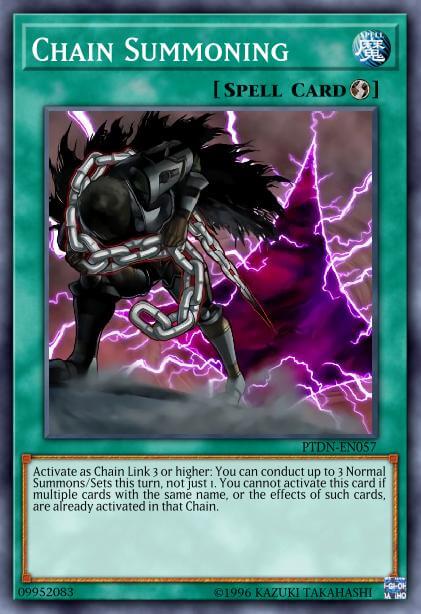 CHAIN SUMMONING
SPELL
魔
[SPELL CARD]
PTDN-EN057
Activate as Chain Link 3 or higher: You can conduct up to 3 Normal
Summons/Sets this turn, not just 1. You cannot activate this card if
multiple cards with the same name, or the effects of such cards,
are already activated in that Chain.
09952083
©1996 KAZUKI TAKAHASHI